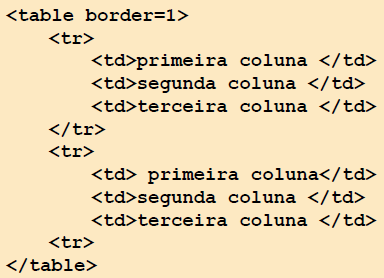 <table border=1>
<tr>
<td>primeira coluna </td>
<td>segunda coluna </td>
<td>terceira coluna </td>
</tr>
<tr>
<td> primeira coluna</td>
<td>segunda coluna </td>
<td>terceira coluna </td>
<tr>
</table>